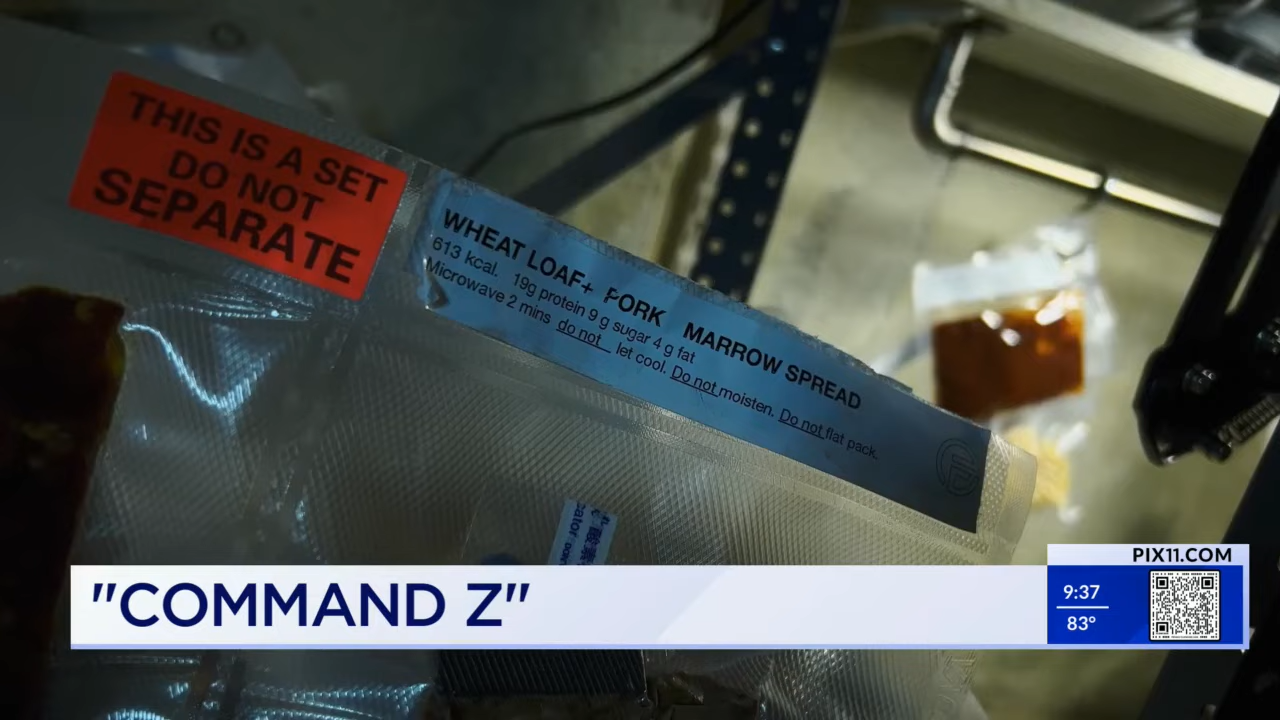 THIS IS A SET
DO NOT
SEPARATE
WHEAT LOAF+ PORK MARROW SPREAD
613 kcal. 19g protein 9 g sugar 4 g fat
Microwave 2 mins do not let cool. Do not moisten. Do not flat pack.
PIX11.COM
"COMMAND Z"
9:37
83°